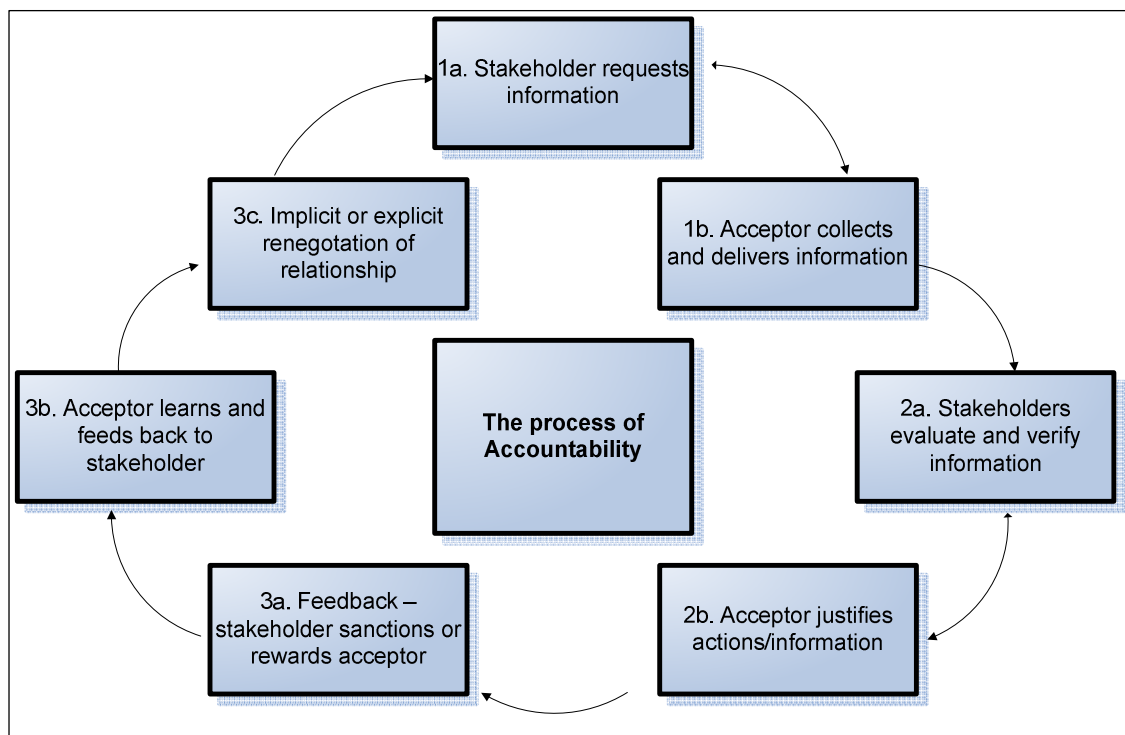 1a. Stakeholder requests
information
3c. Implicit or explicit
renegotation of
relationship
1b. Acceptor collects
and delivers information
3b. Acceptor learns and
feeds back to
stakeholder
The process of
Accountability
2a. Stakeholders
evaluate and verify
information
3a. Feedback –
stakeholder sanctions or
rewards acceptor
2b. Acceptor justifies
actions/information